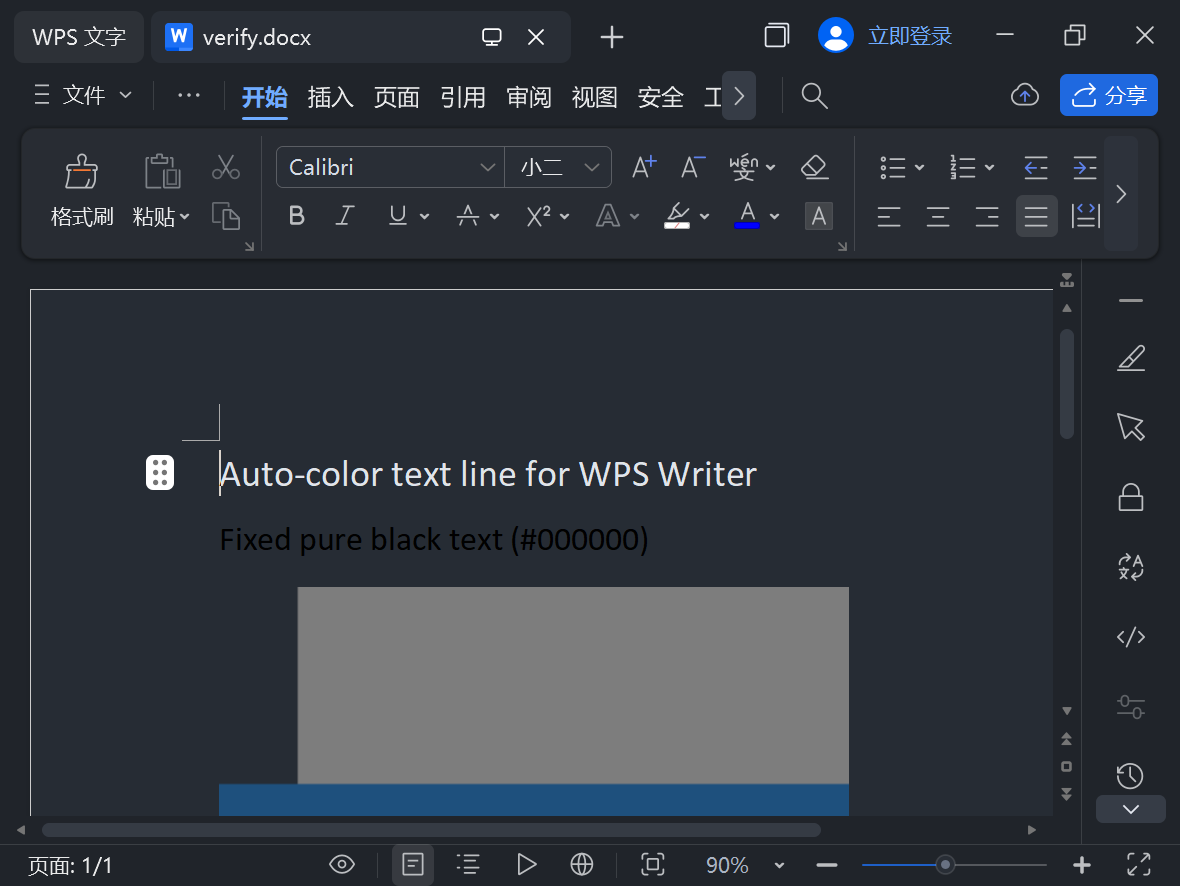 WPS 文字
verify.docx
立即登录
文件
开始 插入 页面 引用 审阅 视图 安全
分享
格式刷
粘贴
Calibri
小二
Auto-color text line for WPS Writer
Fixed pure black text (#000000)
页面: 1/1
90%